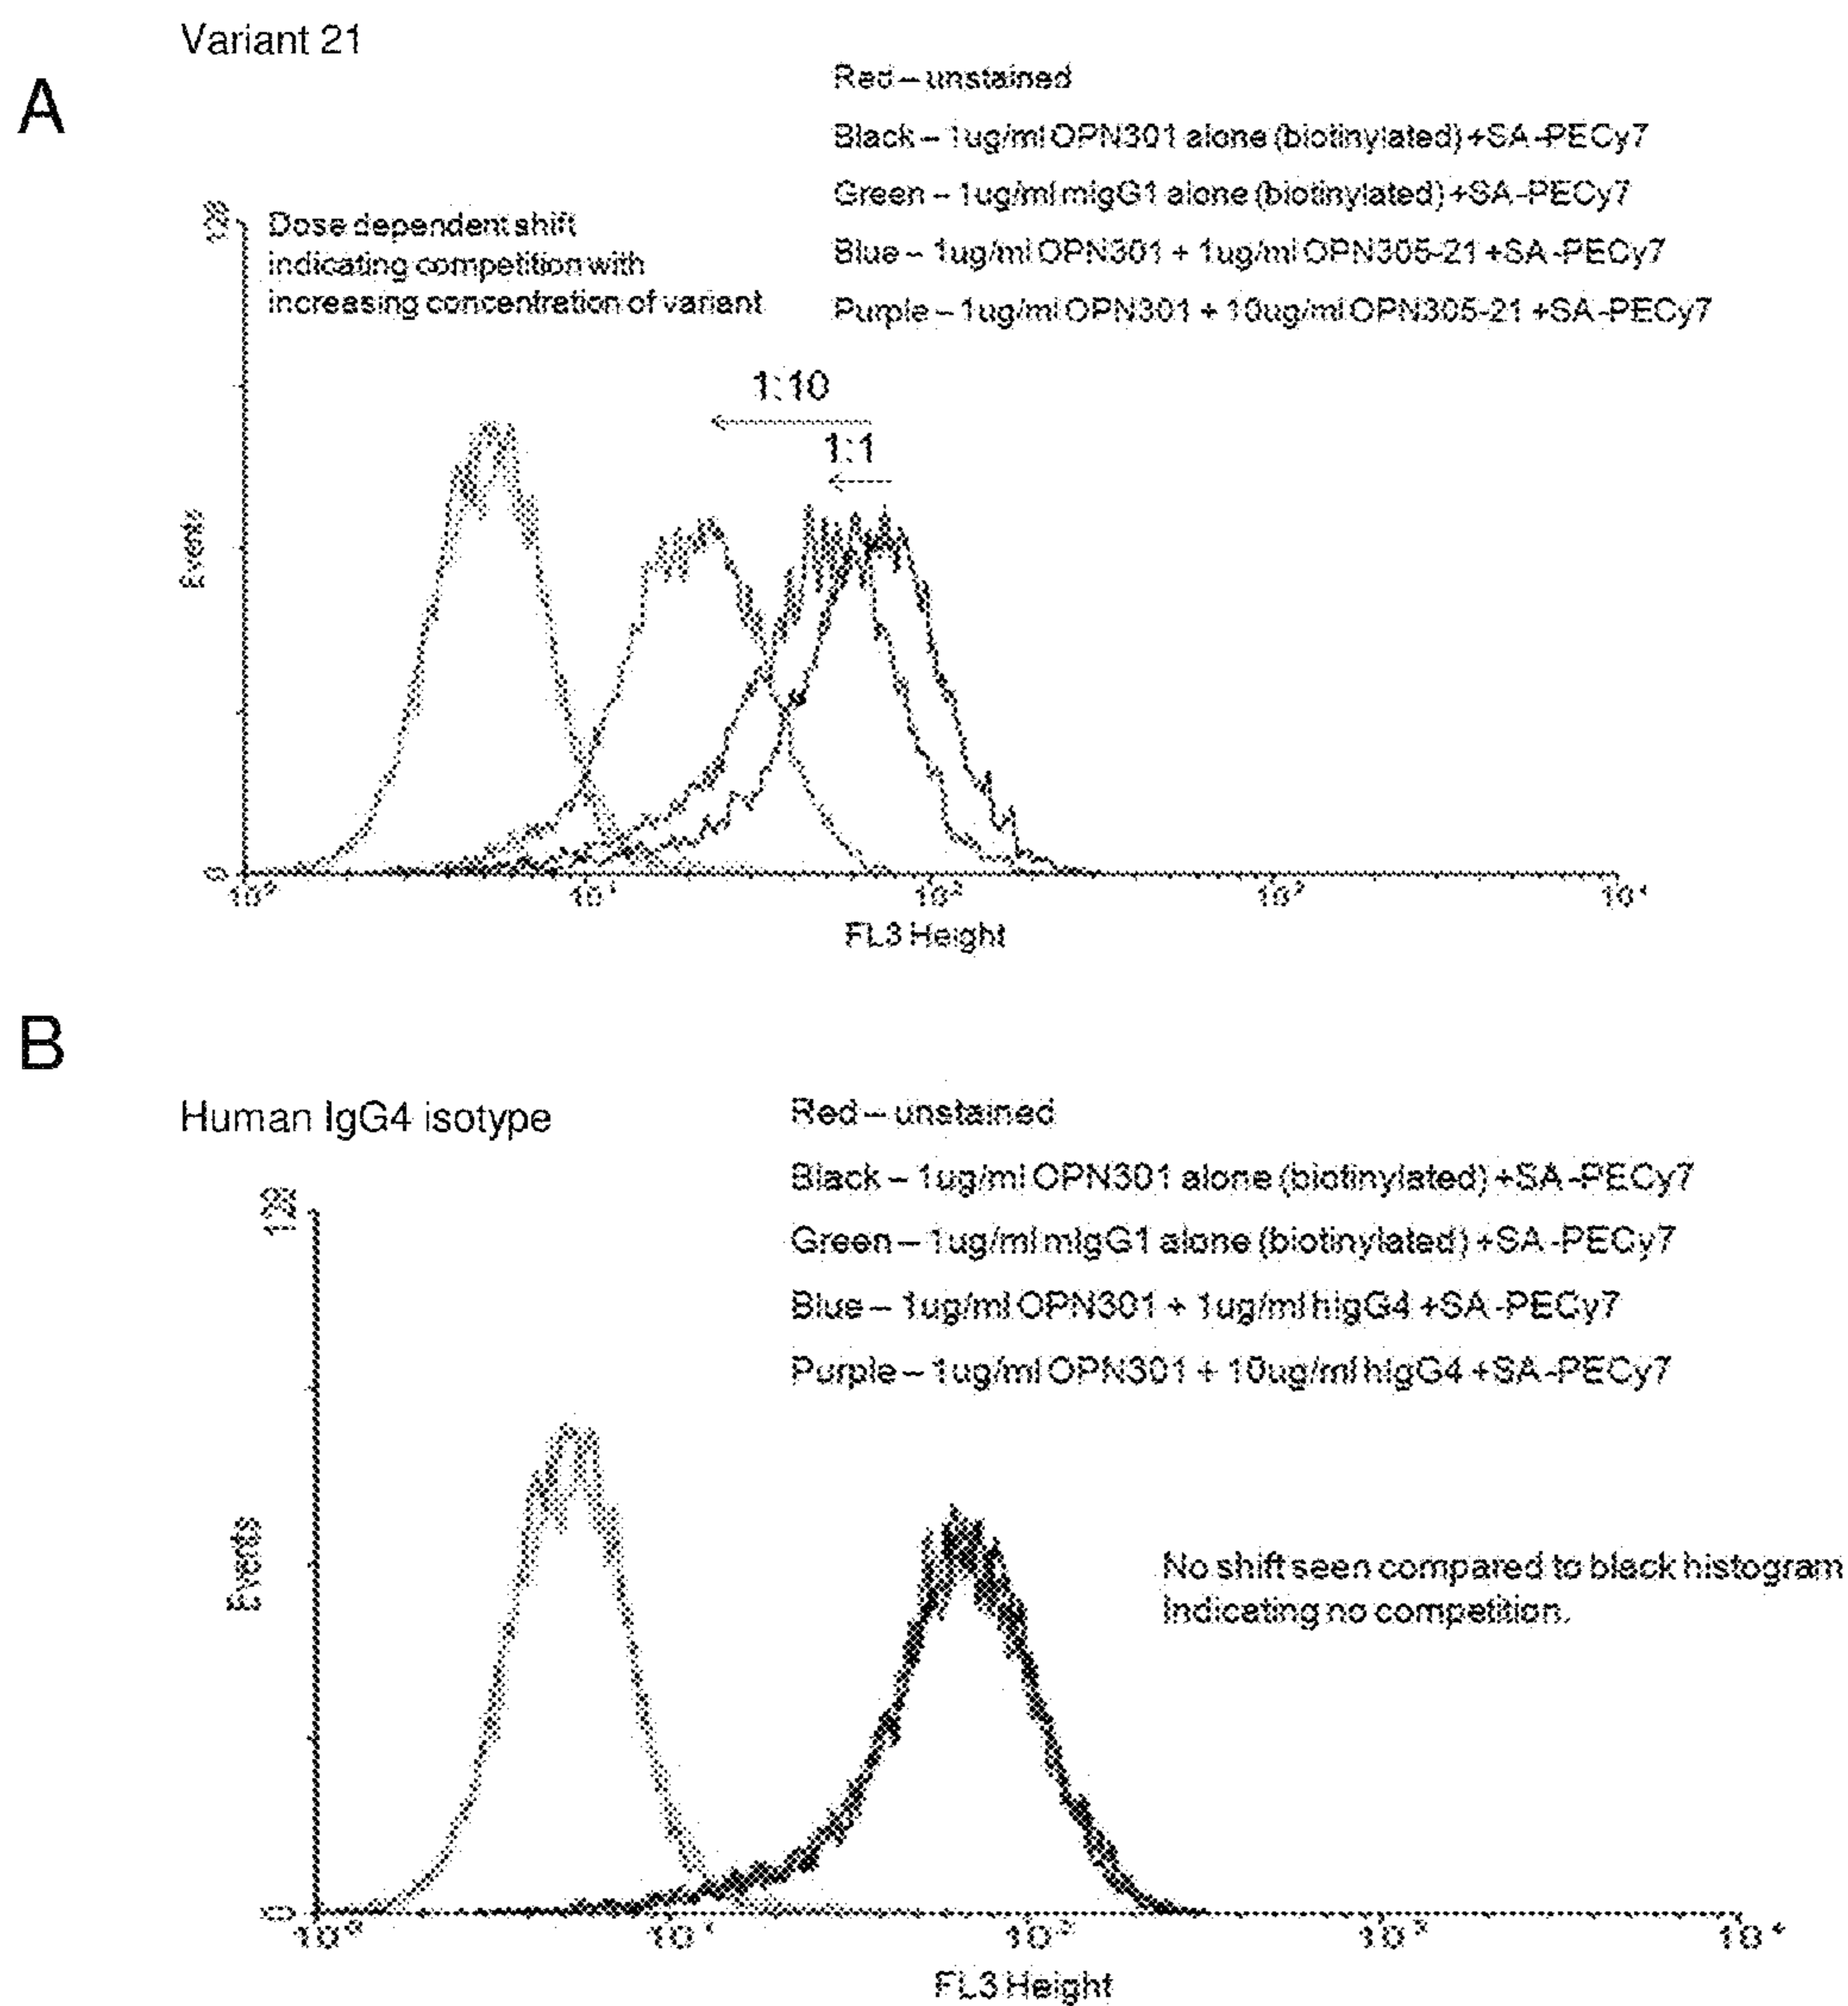 Variant 21
A
Red – unstained
Black – 1ug/ml OPN301 alone (biotinylated) +SA-PECy7
Green – 1ug/ml mIgG1 alone (biotinylated) +SA-PECy7
Blue – 1ug/ml OPN301 + 1ug/ml OPN305-21 +SA-PECy7
Purple – 1ug/ml OPN301 + 10ug/ml OPN305-21 +SA-PECy7
128
Dose dependent shift
indicating competition with
increasing concentration of variant
1:10
1:1
Events
0
10⁰ 10¹ 10²
FL3 Height
B
Human IgG4 isotype
Red – unstained
Black – 1ug/ml OPN301 alone (biotinylated) +SA-PECy7
Green – 1ug/ml mIgG1 alone (biotinylated) +SA-PECy7
Blue – 1ug/ml OPN301 + 1ug/ml hIgG4 +SA-PECy7
Purple – 1ug/ml OPN301 + 10ug/ml hIgG4 +SA-PECy7
128
Events
No shift seen compared to black histogram
Indicating no competition.
0
10⁰ 10¹ 10² 10³ 10⁴
FL3 Height